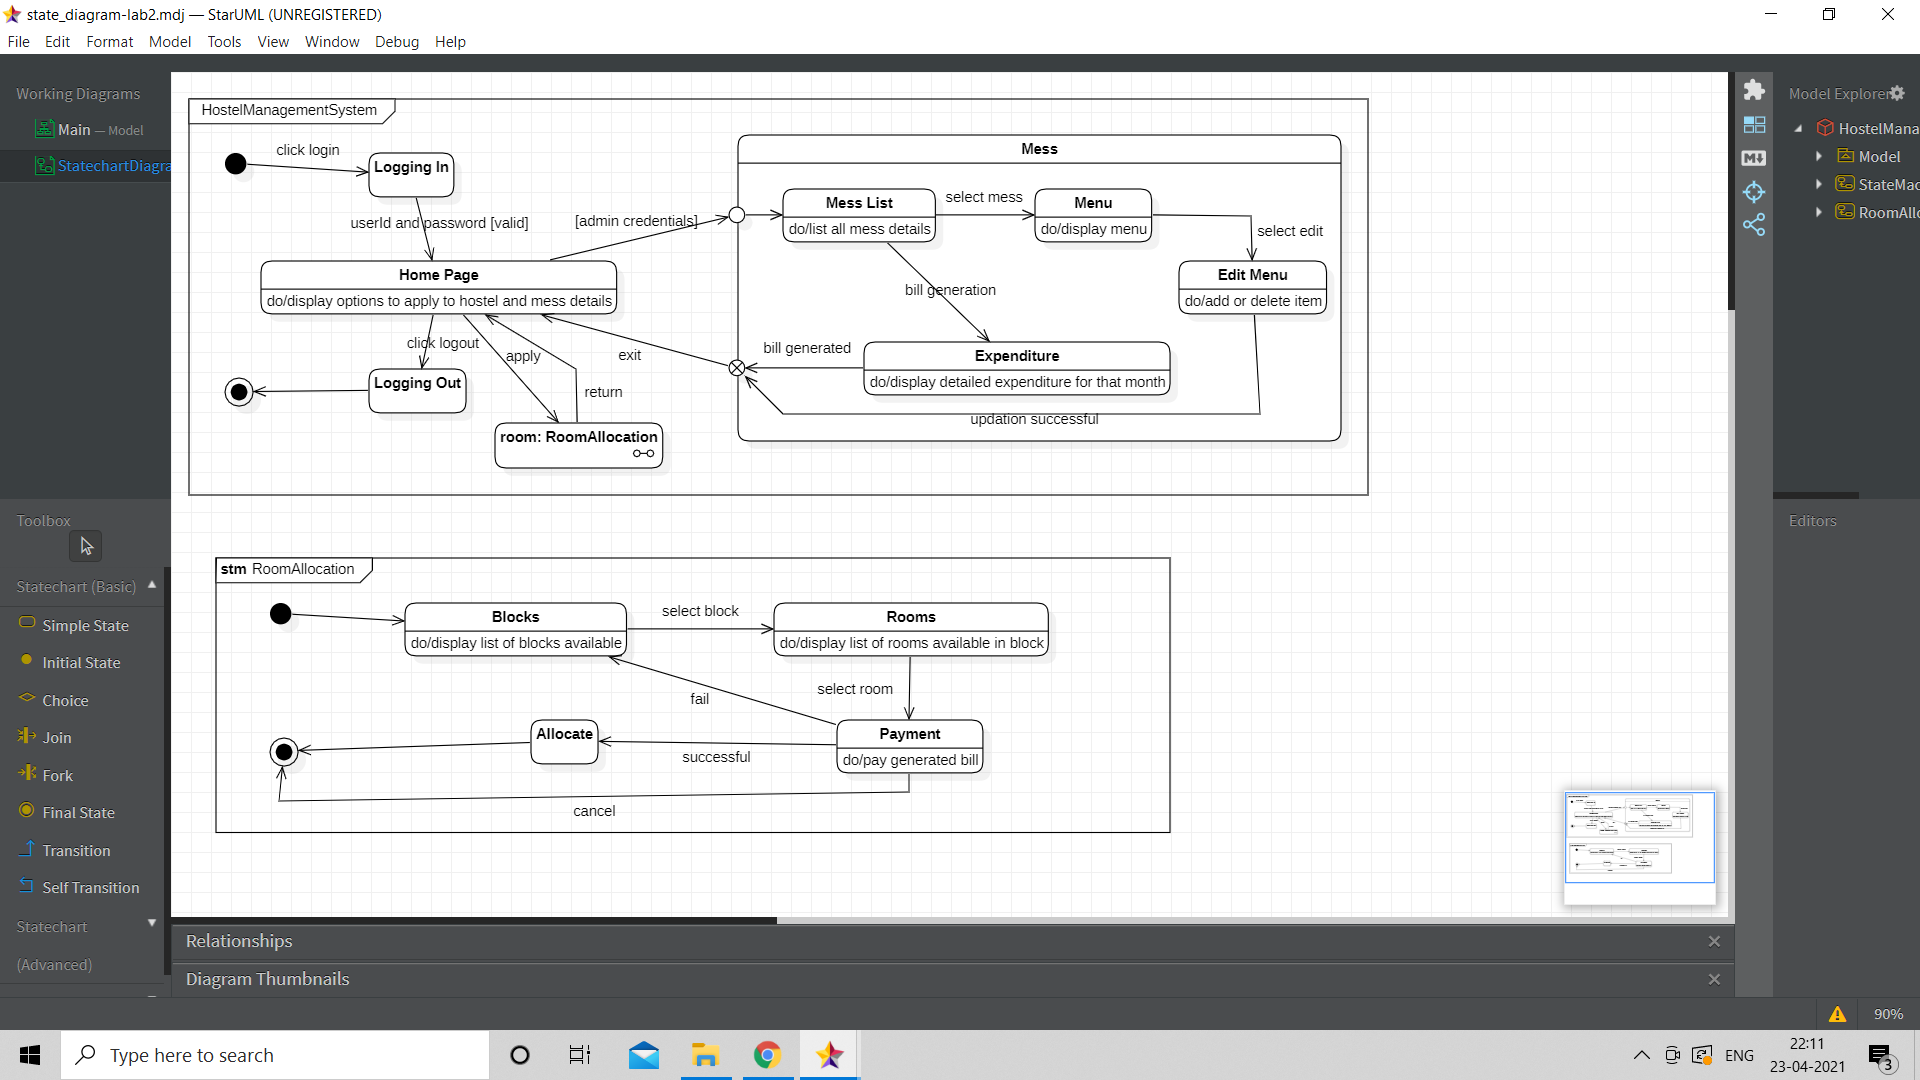 state_diagram-lab2.mdj — StarUML (UNREGISTERED)
File Edit Format Model Tools View Window Debug Help
Working Diagrams
Main — Model
StatechartDiagra
Toolbox
Statechart (Basic)
Simple State
Initial State
Choice
Join
Fork
Final State
Transition
Self Transition
Statechart
(Advanced)
HostelManagementSystem
click login
Logging In
userId and password [valid]
[admin credentials]
Home Page
do/display options to apply to hostel and mess details
click logout
apply
exit
return
Logging Out
room: RoomAllocation
Mess
Mess List
do/list all mess details
select mess
Menu
do/display menu
select edit
Edit Menu
do/add or delete item
bill generation
bill generated
Expenditure
do/display detailed expenditure for that month
updation successful
stm RoomAllocation
Blocks
do/display list of blocks available
select block
Rooms
do/display list of rooms available in block
select room
fail
Allocate
successful
Payment
do/pay generated bill
cancel
Relationships
Diagram Thumbnails
M
Model Explorer
HostelMana
Model
StateMac
RoomAllo
Editors
90%
Type here to search
ENG
22:11
23-04-2021
3